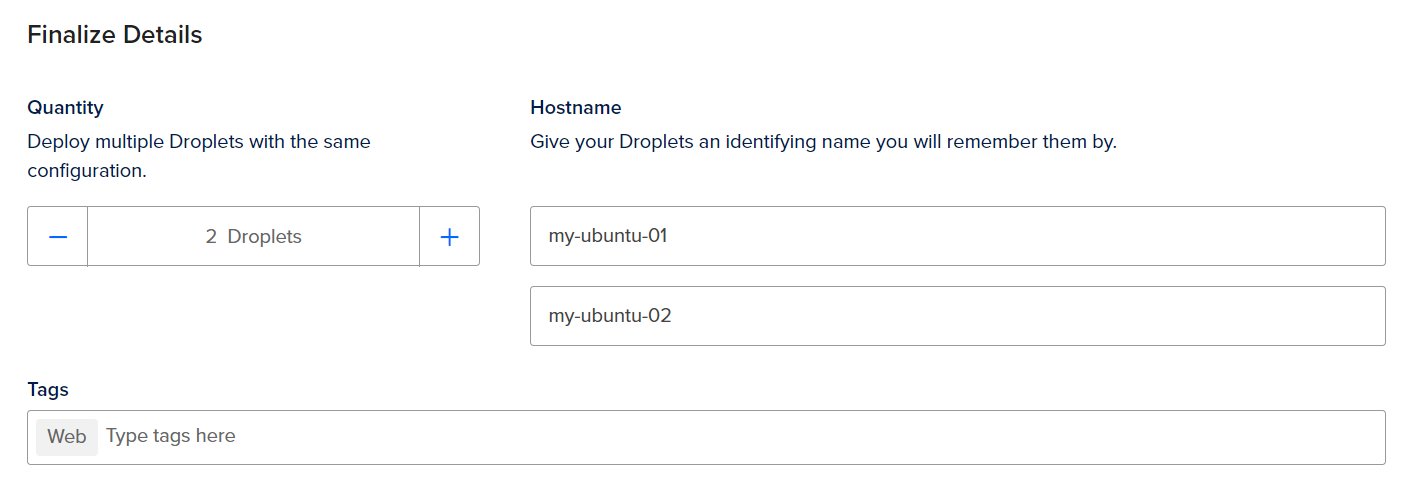 Finalize Details
Quantity
Deploy multiple Droplets with the same
configuration.
2 Droplets
Hostname
Give your Droplets an identifying name you will remember them by.
my-ubuntu-01
my-ubuntu-02
Tags
Web Type tags here